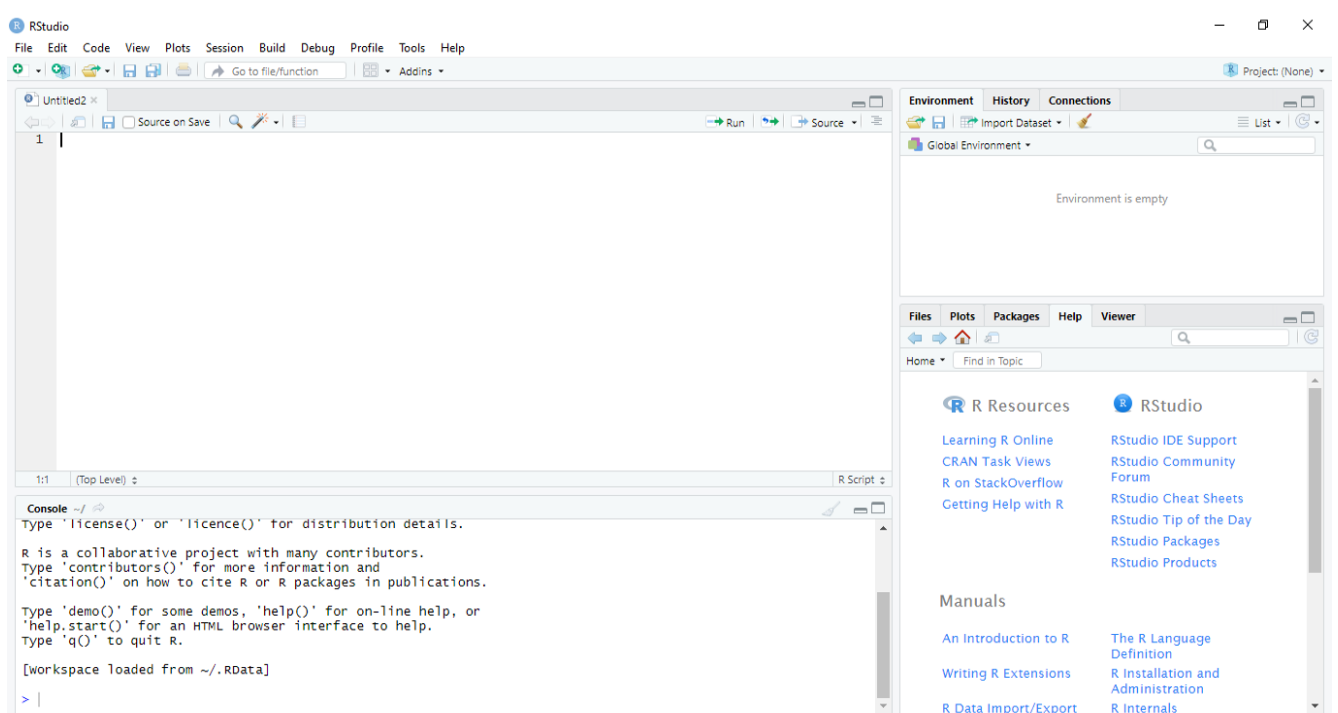 RStudio
File Edit Code View Plots Session Build Debug Profile Tools Help
Go to file/function Addins Project: (None)
Untitled2
Source on Save Run Source
1
1:1 (Top Level) R Script
Console ~/
Type 'license()' or 'licence()' for distribution details.
R is a collaborative project with many contributors.
Type 'contributors()' for more information and
'citation()' on how to cite R or R packages in publications.
Type 'demo()' for some demos, 'help()' for on-line help, or
'help.start()' for an HTML browser interface to help.
Type 'q()' to quit R.
[Workspace loaded from ~/.RData]
>
Environment History Connections
Import Dataset List
Global Environment
Environment is empty
Files Plots Packages Help Viewer
Home Find in Topic
R Resources
Learning R Online
CRAN Task Views
R on StackOverflow
Getting Help with R
RStudio
RStudio IDE Support
RStudio Community
Forum
RStudio Cheat Sheets
RStudio Tip of the Day
RStudio Packages
RStudio Products
Manuals
An Introduction to R
Writing R Extensions
R Data Import/Export
The R Language
Definition
R Installation and
Administration
R Internals